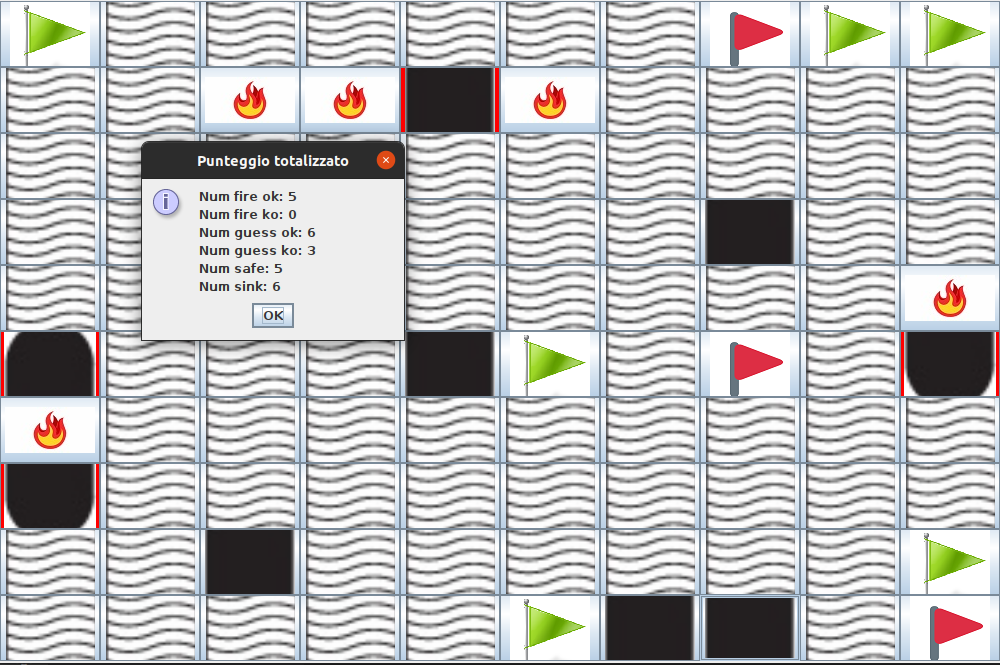 Punteggio totalizzato
Num fire ok: 5
Num fire ko: 0
Num guess ok: 6
Num guess ko: 3
Num safe: 5
Num sink: 6
OK